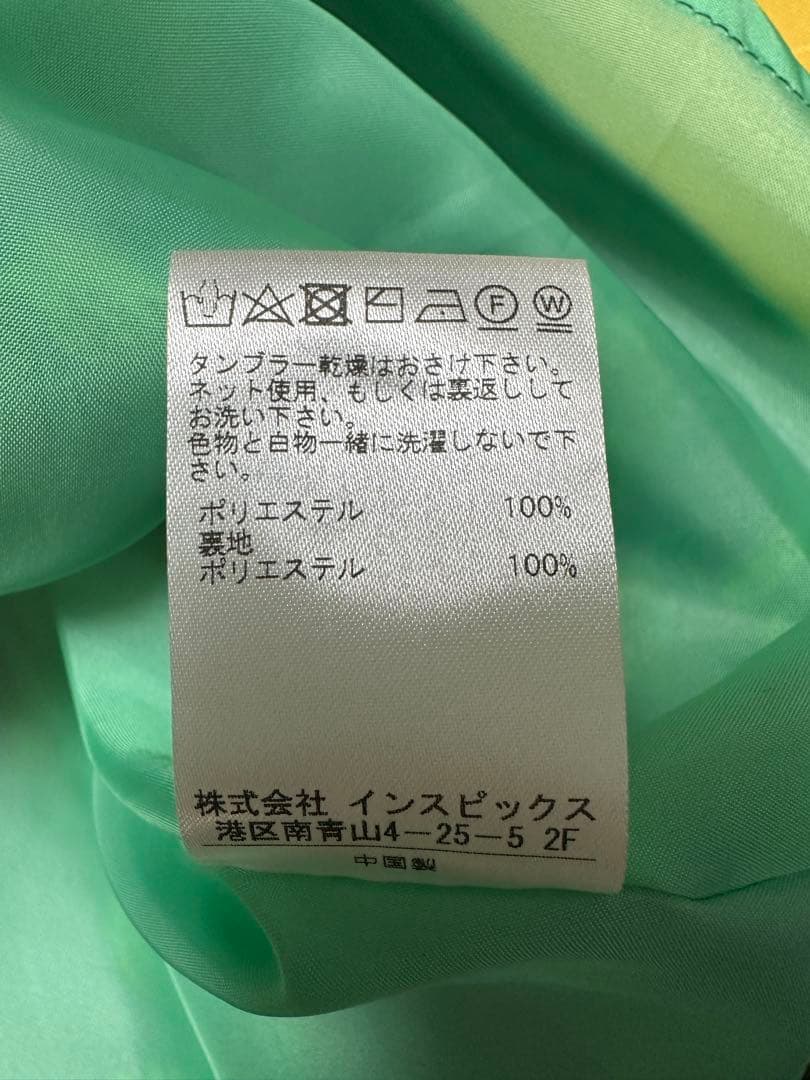 F W
タンブラー乾燥はおさけ下さい。
ネット使用、もしくは裏返しして
お洗い下さい。
色物と白物一緒に洗濯しないで下
さい。
ポリエステル 100%
裏地
ポリエステル 100%
株式会社 インスピックス
港区南青山4-25-5 2F
中国製